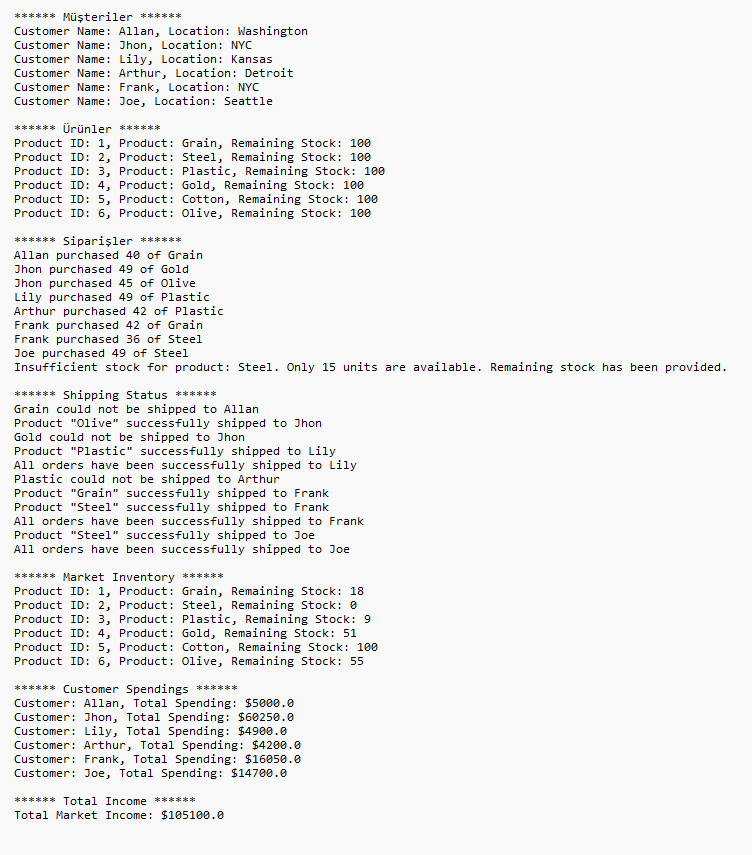 ****** Müşteriler ******
Customer Name: Allan, Location: Washington
Customer Name: Jhon, Location: NYC
Customer Name: Lily, Location: Kansas
Customer Name: Arthur, Location: Detroit
Customer Name: Frank, Location: NYC
Customer Name: Joe, Location: Seattle
****** Ürünler ******
Product ID: 1, Product: Grain, Remaining Stock: 100
Product ID: 2, Product: Steel, Remaining Stock: 100
Product ID: 3, Product: Plastic, Remaining Stock: 100
Product ID: 4, Product: Gold, Remaining Stock: 100
Product ID: 5, Product: Cotton, Remaining Stock: 100
Product ID: 6, Product: Olive, Remaining Stock: 100
****** Siparişler ******
Allan purchased 40 of Grain
Jhon purchased 49 of Gold
Jhon purchased 45 of Olive
Lily purchased 49 of Plastic
Arthur purchased 42 of Plastic
Frank purchased 42 of Grain
Frank purchased 36 of Steel
Joe purchased 49 of Steel
Insufficient stock for product: Steel. Only 15 units are available. Remaining stock has been provided.
****** Shipping Status ******
Grain could not be shipped to Allan
Product "Olive" successfully shipped to Jhon
Gold could not be shipped to Jhon
Product "Plastic" successfully shipped to Lily
All orders have been successfully shipped to Lily
Plastic could not be shipped to Arthur
Product "Grain" successfully shipped to Frank
Product "Steel" successfully shipped to Frank
All orders have been successfully shipped to Frank
Product "Steel" successfully shipped to Joe
All orders have been successfully shipped to Joe
****** Market Inventory ******
Product ID: 1, Product: Grain, Remaining Stock: 18
Product ID: 2, Product: Steel, Remaining Stock: 0
Product ID: 3, Product: Plastic, Remaining Stock: 9
Product ID: 4, Product: Gold, Remaining Stock: 51
Product ID: 5, Product: Cotton, Remaining Stock: 100
Product ID: 6, Product: Olive, Remaining Stock: 55
****** Customer Spendings ******
Customer: Allan, Total Spending: $5000.0
Customer: Jhon, Total Spending: $60250.0
Customer: Lily, Total Spending: $4900.0
Customer: Arthur, Total Spending: $4200.0
Customer: Frank, Total Spending: $16050.0
Customer: Joe, Total Spending: $14700.0
****** Total Income ******
Total Market Income: $105100.0